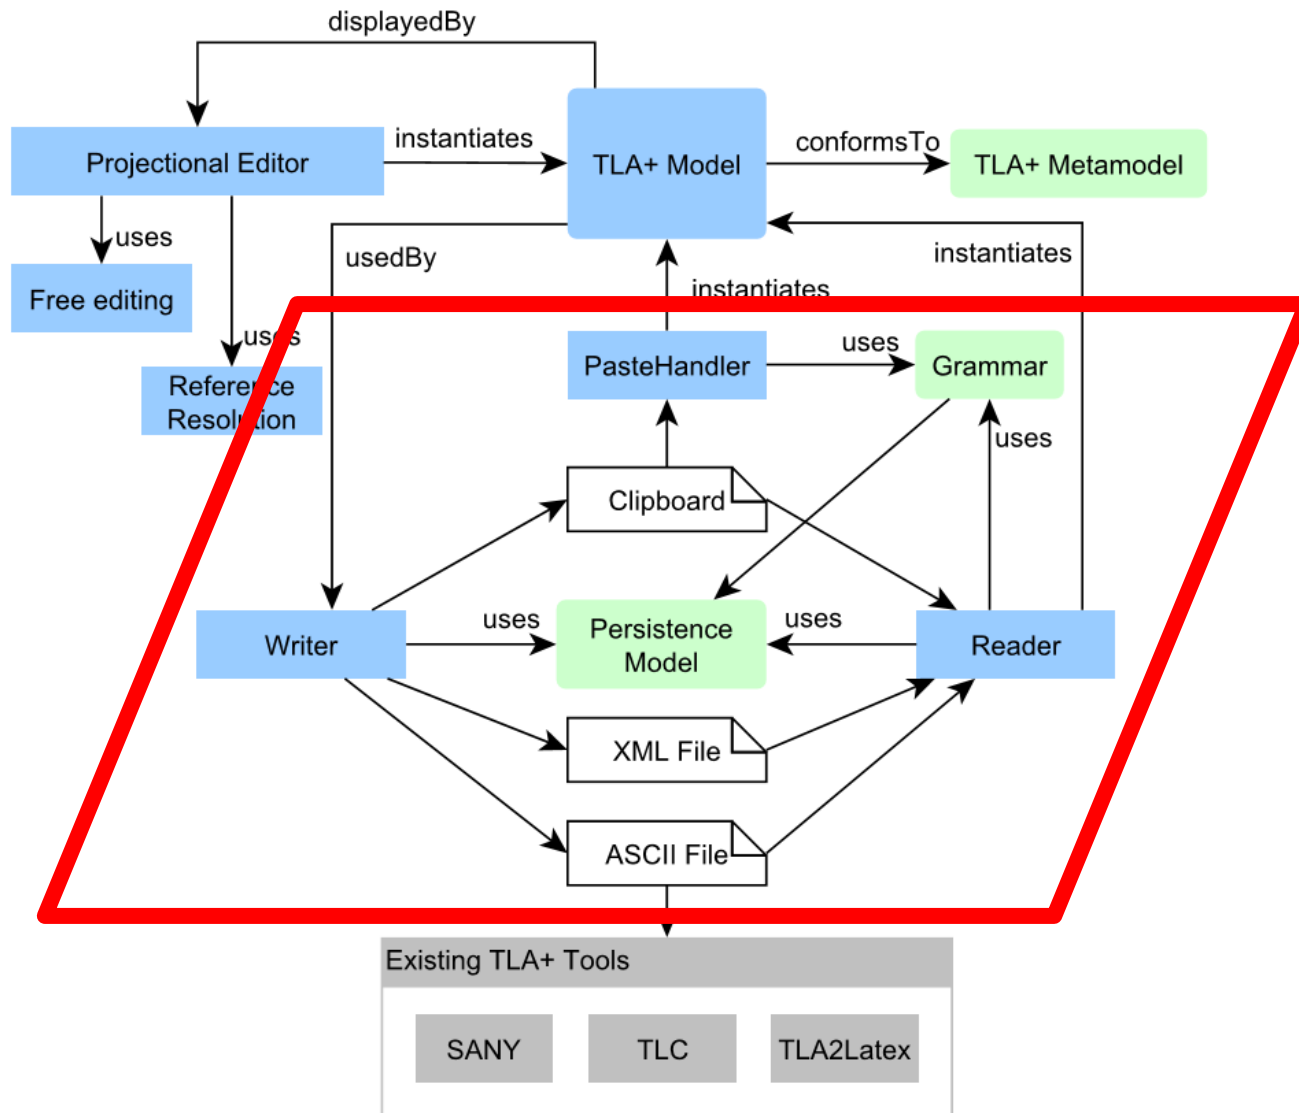 displayedBy
instantiates
conformsTo
Projectional Editor
TLA+ Model
TLA+ Metamodel
uses
usedBy
instantiates
Free editing
instantiates
uses
uses
PasteHandler
Grammar
Reference
Resolution
uses
Clipboard
uses
uses
Writer
Persistence
Model
Reader
XML File
ASCII File
Existing TLA+ Tools
SANY
TLC
TLA2Latex